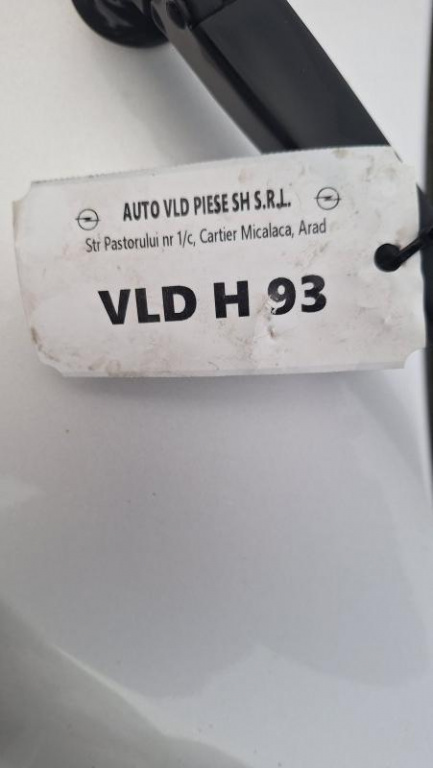 AUTO VLD PIESE SH S.R.L.
Str Pastorului nr 1/c, Cartier Micalaca, Arad
VLD H 93